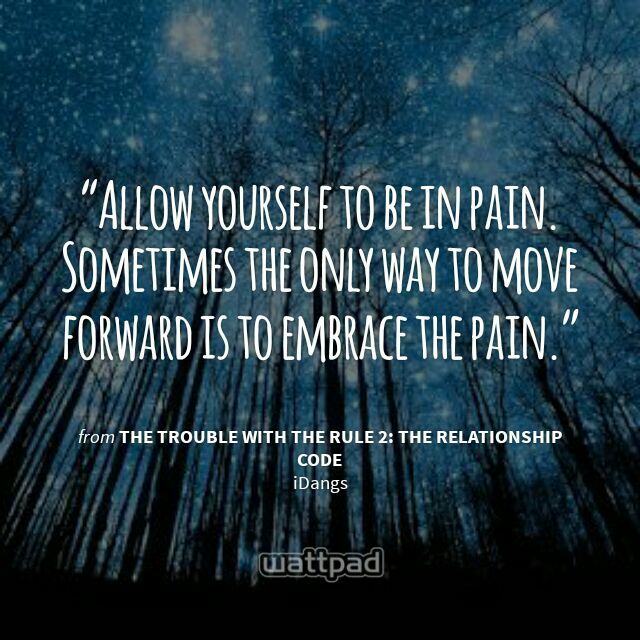 “ALLOW YOURSELF TO BE IN PAIN.
SOMETIMES THE ONLY WAY TO MOVE
FORWARD IS TO EMBRACE THE PAIN.”
from THE TROUBLE WITH THE RULE 2: THE RELATIONSHIP
CODE
iDangs
wattpad